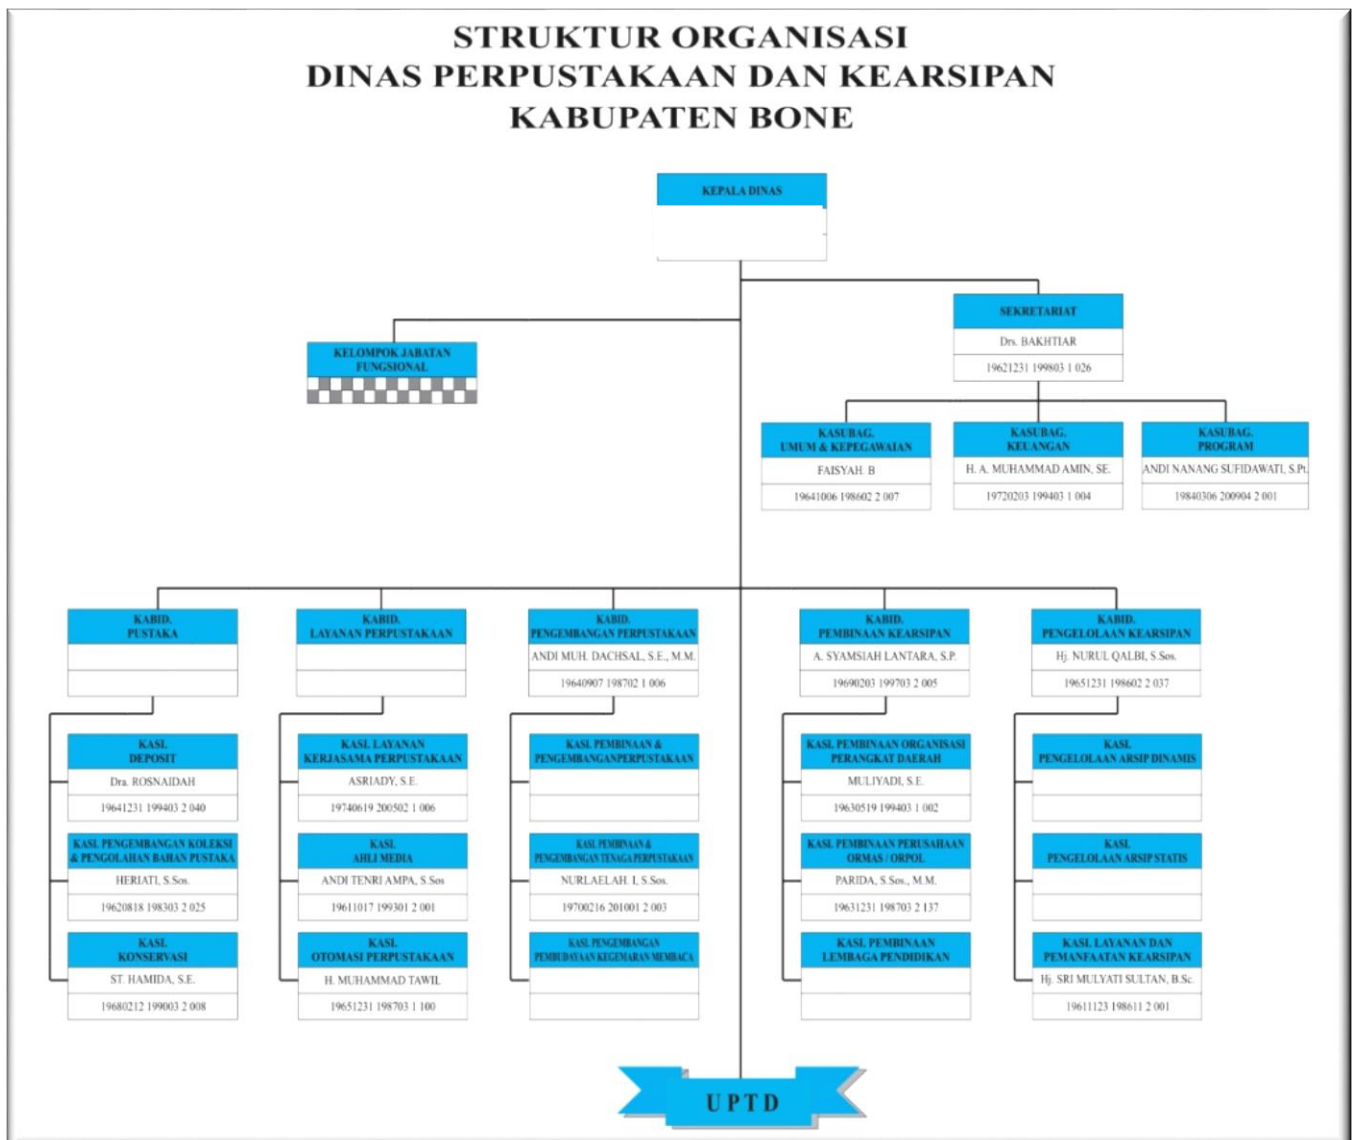 STRUKTUR ORGANISASI
DINAS PERPUSTAKAAN DAN KEARSIPAN
KABUPATEN BONE
KEPALA DINAS
SEKRETARIAT
Drs. BAKHTIAR
19621231 199803 1 026
KELOMPOK JABATAN
FUNGSIONAL
KASUBAG.
UMUM & KEPEGAWAIAN
FAISYAH. B
19641006 198602 2 007
KASUBAG.
KEUANGAN
H. A. MUHAMMAD AMIN, SE.
19720203 199403 1 004
KASUBAG.
PROGRAM
ANDI NANANG SUFIDAWATI, S.Pt.
19840306 200904 2 001
KABID.
PUSTAKA
KASI.
DEPOSIT
Dra. ROSNAIDAH
19641231 199403 2 040
KASI. PENGEMBANGAN KOLEKSI
& PENGOLAHAN BAHAN PUSTAKA
HERIATI, S.Sos.
19620818 198303 2 025
KASI.
KONSERVASI
ST. HAMIDA, S.E.
19680212 199003 2 008
KABID.
LAYANAN PERPUSTAKAAN
KASI. LAYANAN
KERJASAMA PERPUSTAKAAN
ASRIADY, S.E.
19740619 200502 1 006
KASI.
AHLI MEDIA
ANDI TENRI AMPA, S.Sos
19611017 199301 2 001
KASI.
OTOMASI PERPUSTAKAAN
H. MUHAMMAD TAWIL
19651231 198703 1 100
KABID.
PENGEMBANGAN PERPUSTAKAAN
ANDI MUH. DACHSAL, S.E., M.M.
19640907 198702 1 006
KASI. PEMBINAAN &
PENGEMBANGANPERPUSTAKAAN
KASI. PEMBINAAN &
PENGEMBANGAN TENAGA PERPUSTAKAAN
NURLAELAH. I, S.Sos.
19700216 201001 2 003
KASI. PENGEMBANGAN
PEMBUDAYAAN KEGEMARAN MEMBACA
KABID.
PEMBINAAN KEARSIPAN
A. SYAMSIAH LANTARA, S.P.
19690203 199703 2 005
KASI. PEMBINAAN ORGANISASI
PERANGKAT DAERAH
MULIYADI, S.E.
19630519 199403 1 002
KASI. PEMBINAAN PERUSAHAAN
ORMAS / ORPOL
PARIDA, S.Sos., M.M.
19631231 198703 2 137
KASI. PEMBINAAN
LEMBAGA PENDIDIKAN
KABID.
PENGELOLAAN KEARSIPAN
Hj. NURUL QALBI, S.Sos.
19651231 198602 2 037
KASI.
PENGELOLAAN ARSIP DINAMIS
KASI.
PENGELOLAAN ARSIP STATIS
KASI. LAYANAN DAN
PEMANFAATAN KEARSIPAN
Hj. SRI MULYATI SULTAN, B.Sc.
19611123 198611 2 001
U P T D